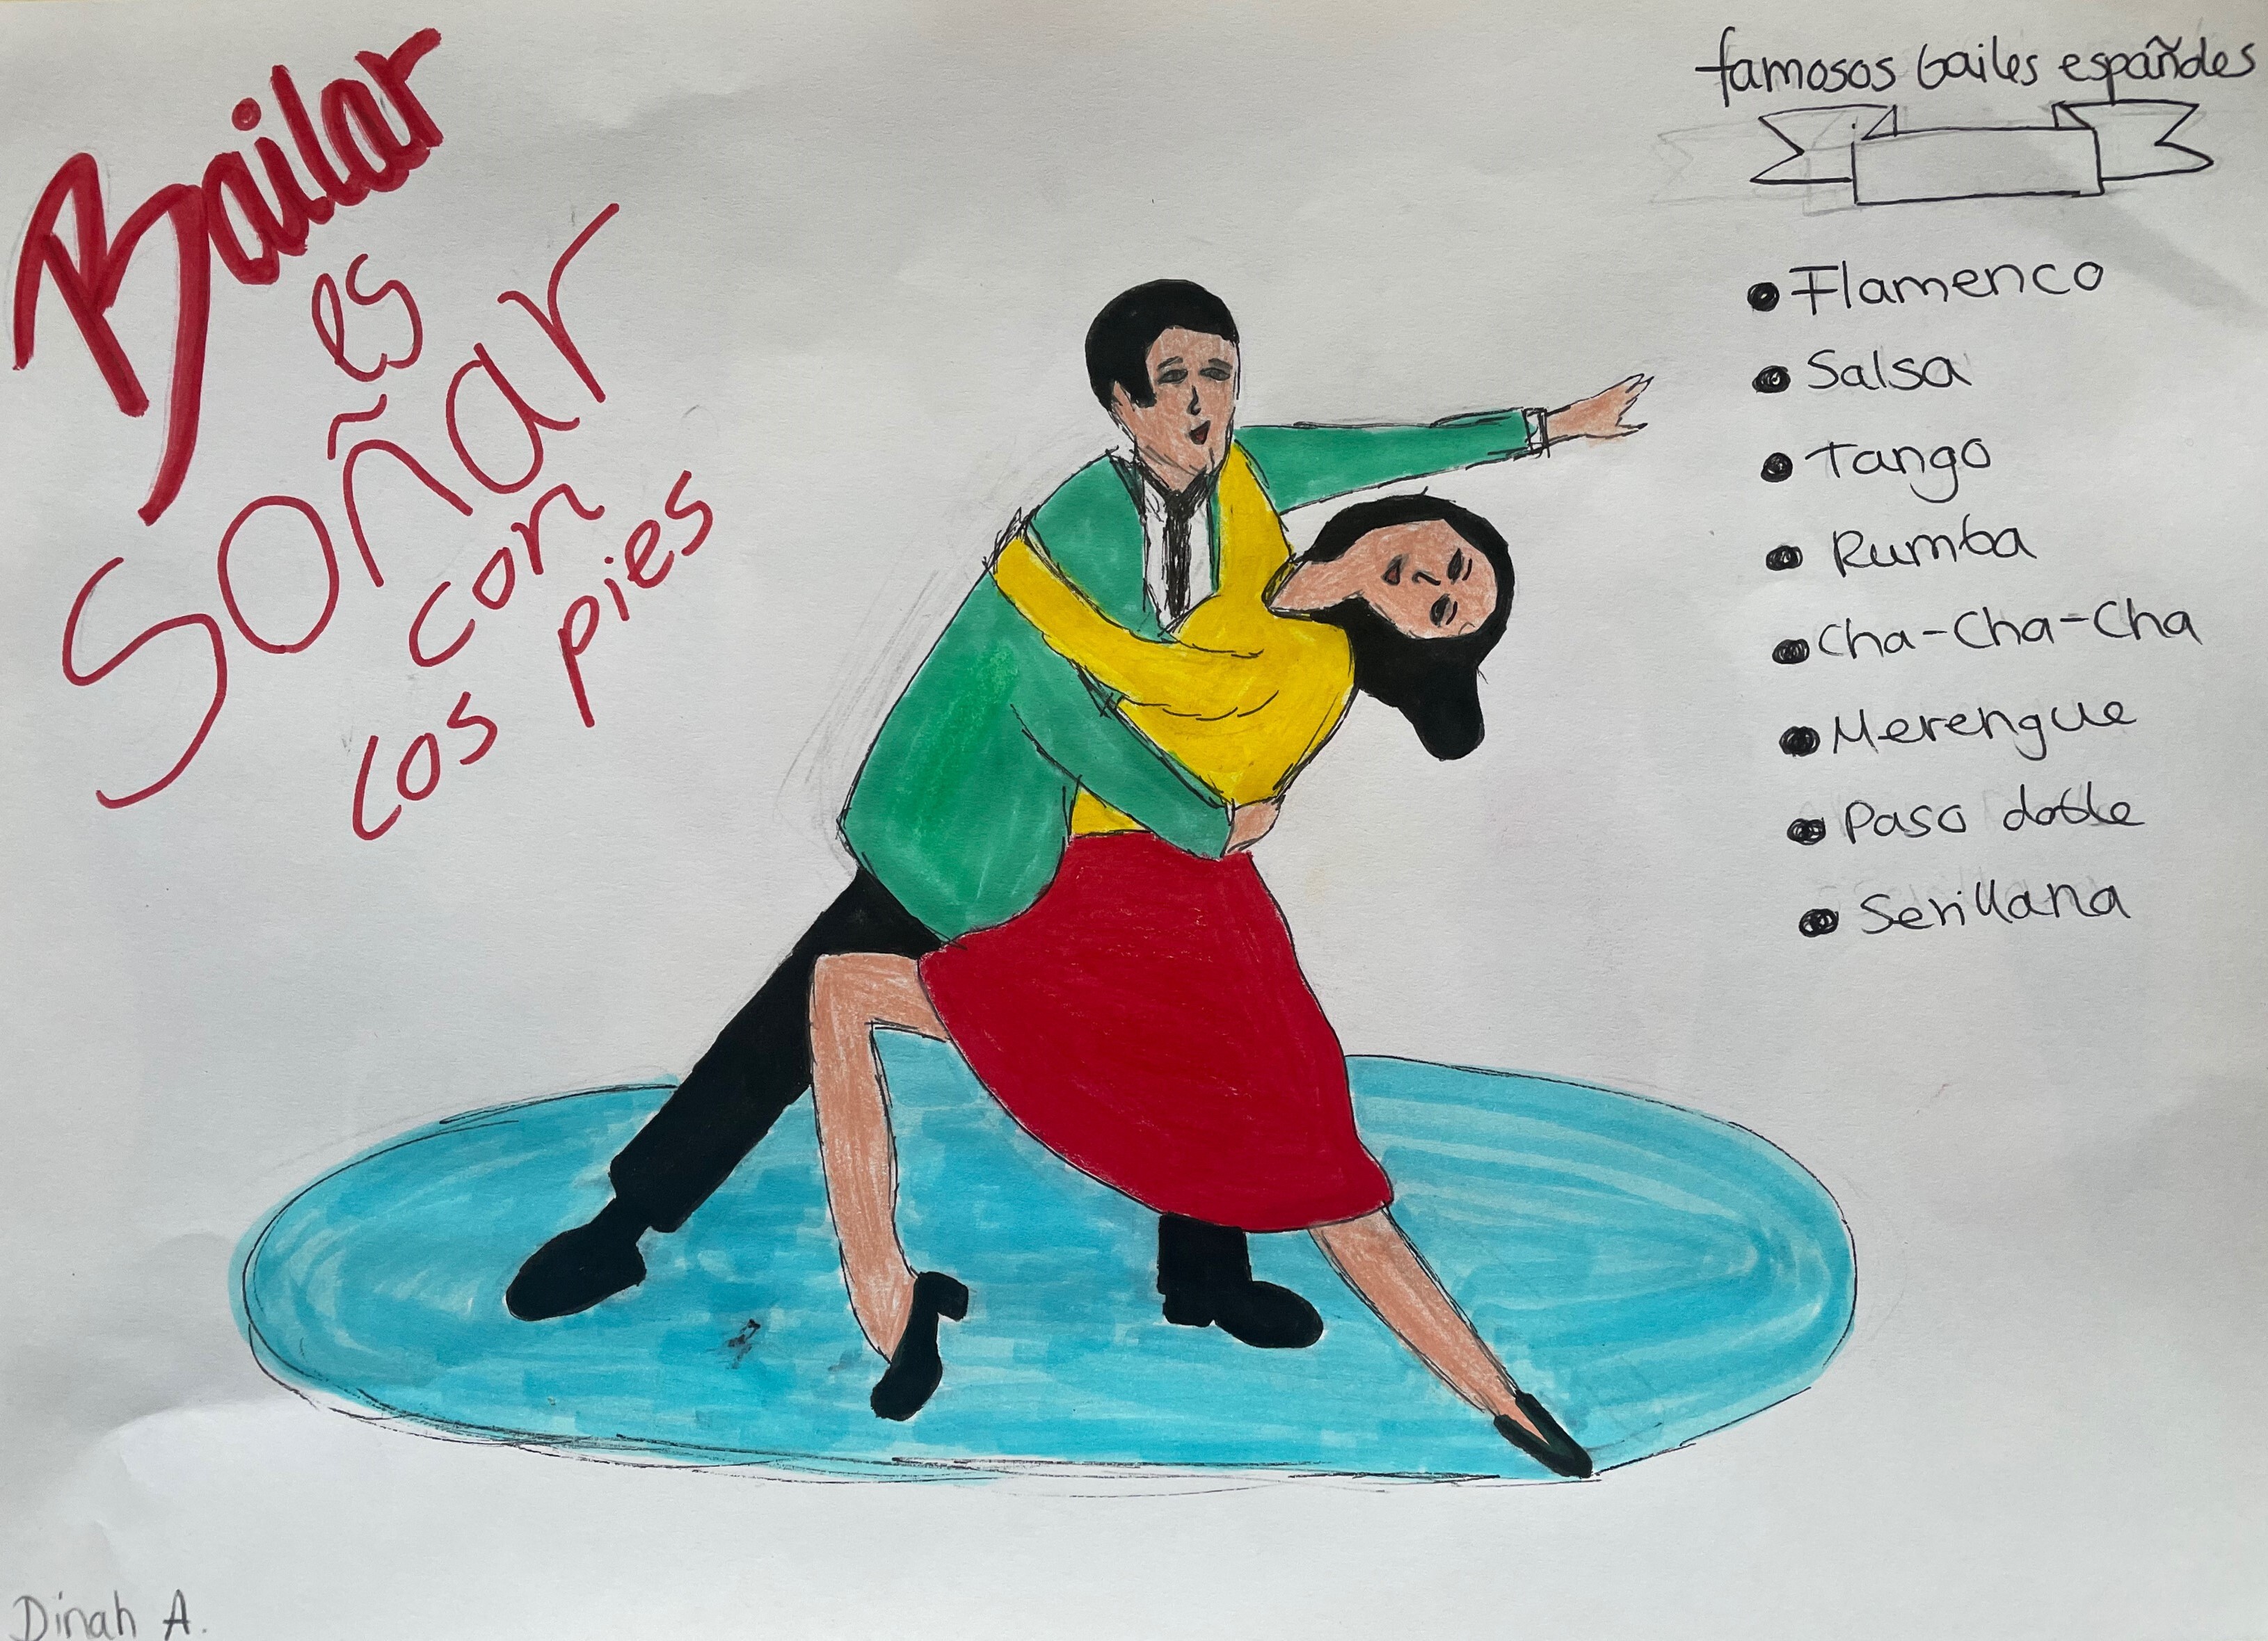 Bailar
es
Soñar
con
los pies
famosos bailes españoles
Flamenco
Salsa
Tango
Rumba
Cha-Cha-Cha
Merengue
Paso doble
Sevillana
Dinah A.